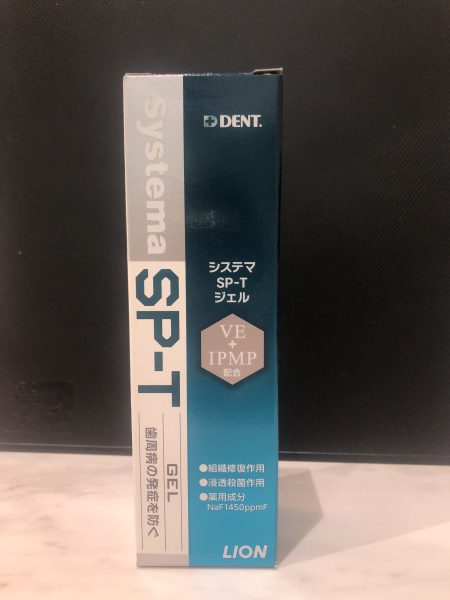 Systema
SP-T
GEL
歯周病の発症を防ぐ
DENT.
システマ
SP-T
ジェル
VE
+
IPMP
配合
●組織修復作用
●浸透殺菌作用
●薬用成分
NaF1450ppmF
LION